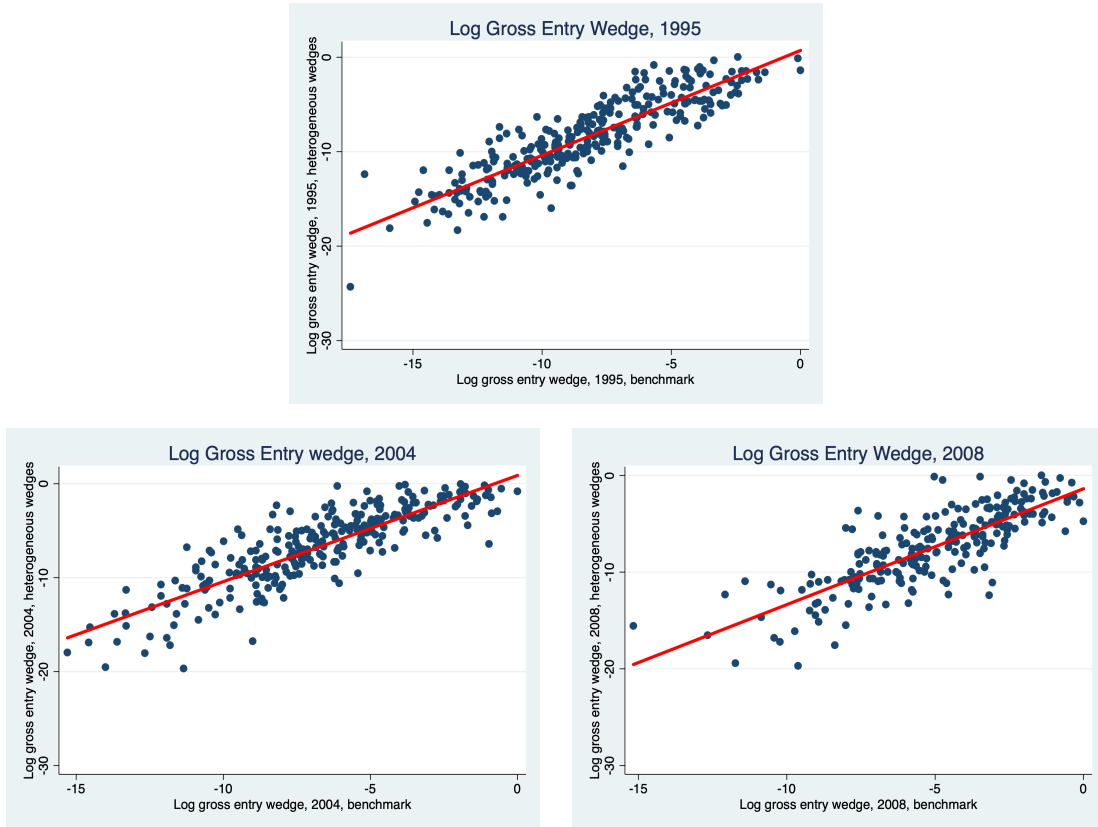 Log Gross Entry Wedge, 1995
Log gross entry wedge, 1995, heterogeneous wedges
0
-10
-20
-30
-15
-10
-5
0
Log gross entry wedge, 1995, benchmark
Log Gross Entry wedge, 2004
Log gross entry wedge, 2004, heterogeneous wedges
0
-10
-20
-30
-15
-10
-5
0
Log gross entry wedge, 2004, benchmark
Log Gross Entry Wedge, 2008
Log gross entry wedge, 2008, heterogeneous wedges
0
-10
-20
-30
-15
-10
-5
0
Log gross entry wedge, 2008, benchmark